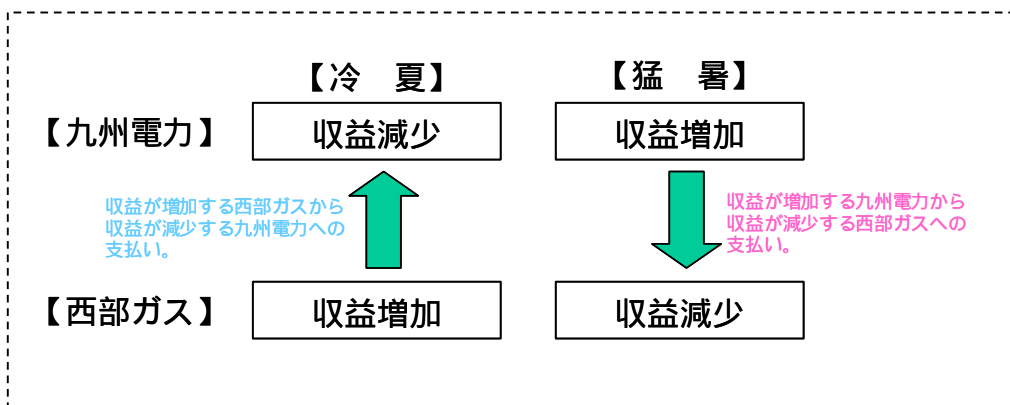 【冷　夏】
【猛　暑】
【九州電力】
収益減少
収益増加
収益が増加する西部ガスから
収益が減少する九州電力への
支払い。
収益が増加する九州電力から
収益が減少する西部ガスへの
支払い。
【西部ガス】
収益増加
収益減少